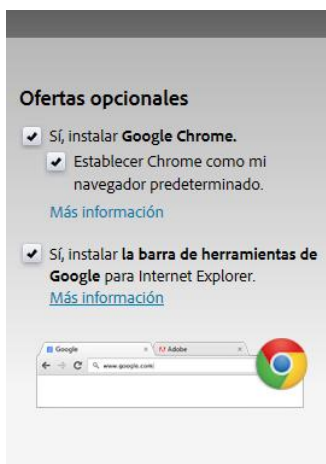 Ofertas opcionales
Sí, instalar Google Chrome.
Establecer Chrome como mi
navegador predeterminado.
Más información
Sí, instalar la barra de herramientas de
Google para Internet Explorer.
Más información
Google
Adobe
www.google.com/